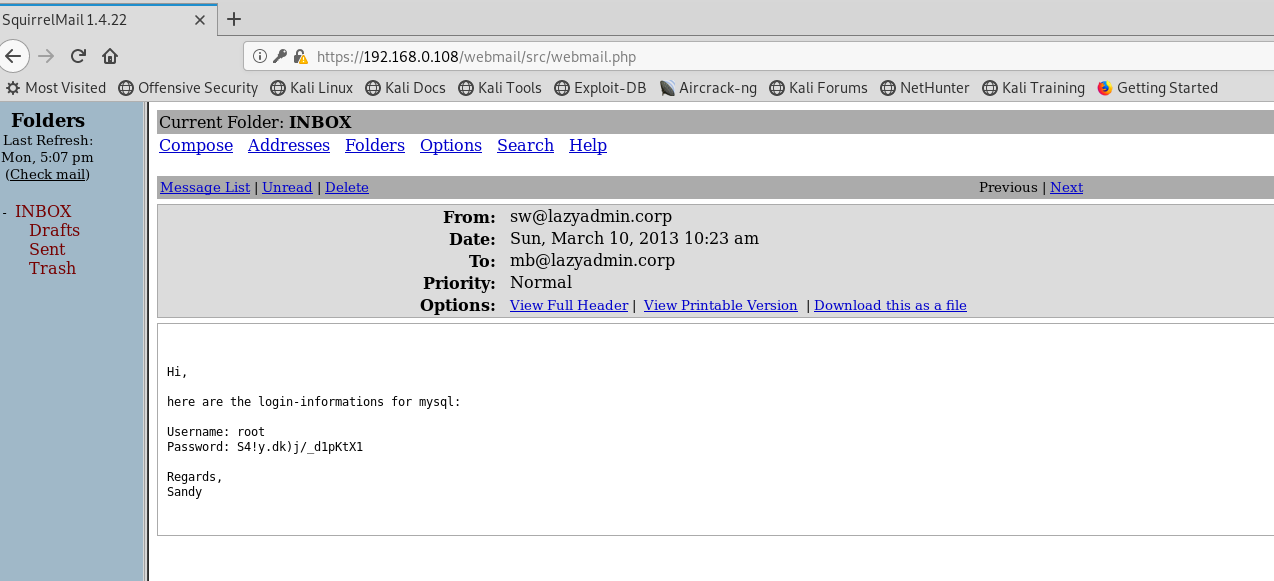 SquirrelMail 1.4.22
https://192.168.0.108/webmail/src/webmail.php
Most Visited Offensive Security Kali Linux Kali Docs Kali Tools Exploit-DB Aircrack-ng Kali Forums NetHunter Kali Training Getting Started
Folders
Last Refresh:
Mon, 5:07 pm
(Check mail)
- INBOX
Drafts
Sent
Trash
Current Folder: INBOX
Compose Addresses Folders Options Search Help
Message List | Unread | Delete Previous | Next
From: sw@lazyadmin.corp
Date: Sun, March 10, 2013 10:23 am
To: mb@lazyadmin.corp
Priority: Normal
Options: View Full Header | View Printable Version | Download this as a file
Hi,
here are the login-informations for mysql:
Username: root
Password: S4!y.dk)j/_d1pKtX1
Regards,
Sandy